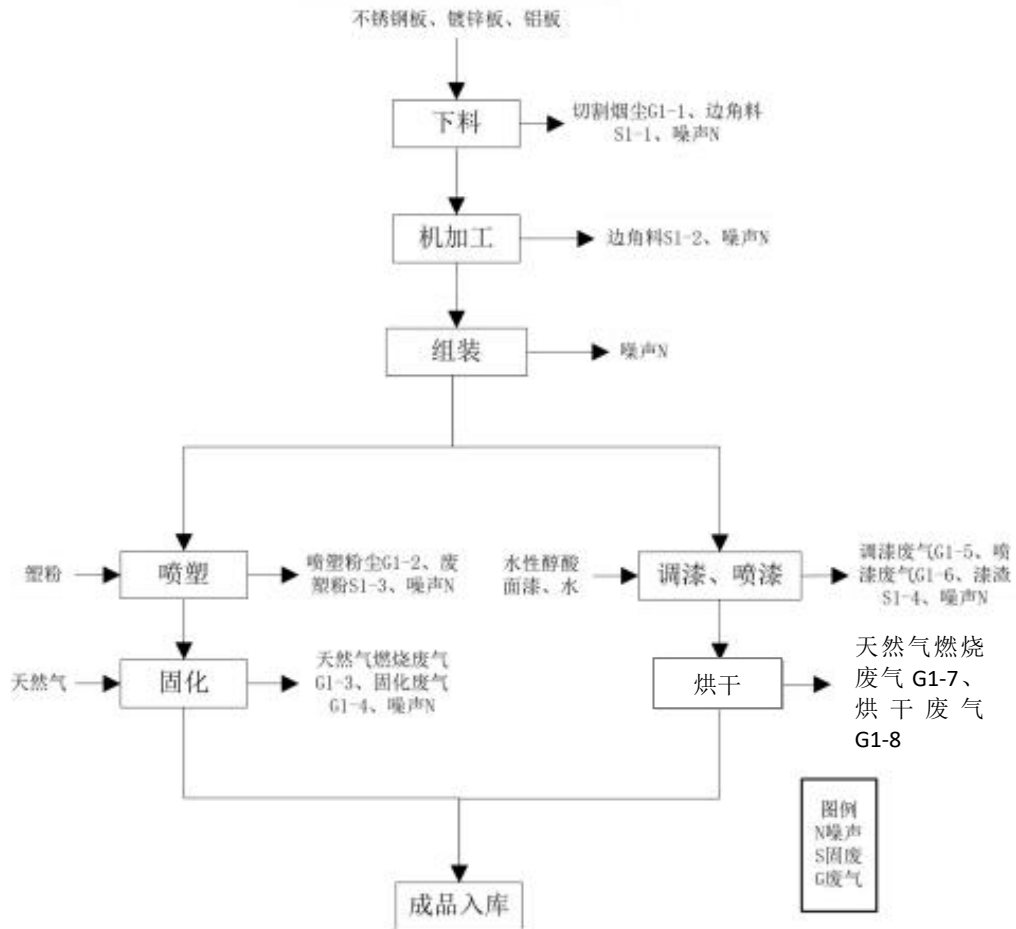 不锈钢板、镀锌板、铝板
下料
切割烟尘G1-1、边角料
S1-1、噪声N
机加工
边角料S1-2、噪声N
组装
噪声N
塑粉
喷塑
喷塑粉尘G1-2、废
塑粉S1-3、噪声N
水性醇酸
面漆、水
调漆、喷漆
调漆废气G1-5、喷
漆废气G1-6、漆渣
S1-4、噪声N
天然气
固化
天然气燃烧废气
G1-3、固化废气
G1-4、噪声N
烘干
天然气燃烧
废气 G1-7、
烘干废气
G1-8
图例
N噪声
S固废
G废气
成品入库